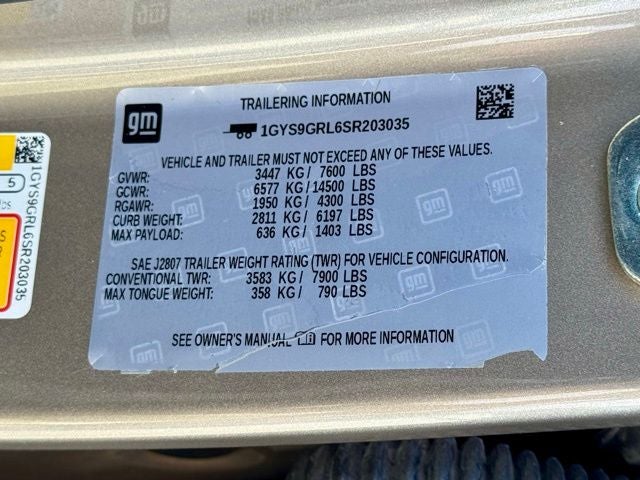 gm
TRAILERING INFORMATION
1GYS9GRL6SR203035
VEHICLE AND TRAILER MUST NOT EXCEED ANY OF THESE VALUES.
GVWR: 3447 KG / 7600 LBS
GCWR: 6577 KG / 14500 LBS
RGAWR: 1950 KG / 4300 LBS
CURB WEIGHT: 2811 KG / 6197 LBS
MAX PAYLOAD: 636 KG / 1403 LBS
SAE J2807 TRAILER WEIGHT RATING (TWR) FOR VEHICLE CONFIGURATION.
CONVENTIONAL TWR: 3583 KG / 7900 LBS
MAX TONGUE WEIGHT: 358 KG / 790 LBS
SEE OWNER'S MANUAL FOR MORE INFORMATION
1GYS9GRL6SR203035
5